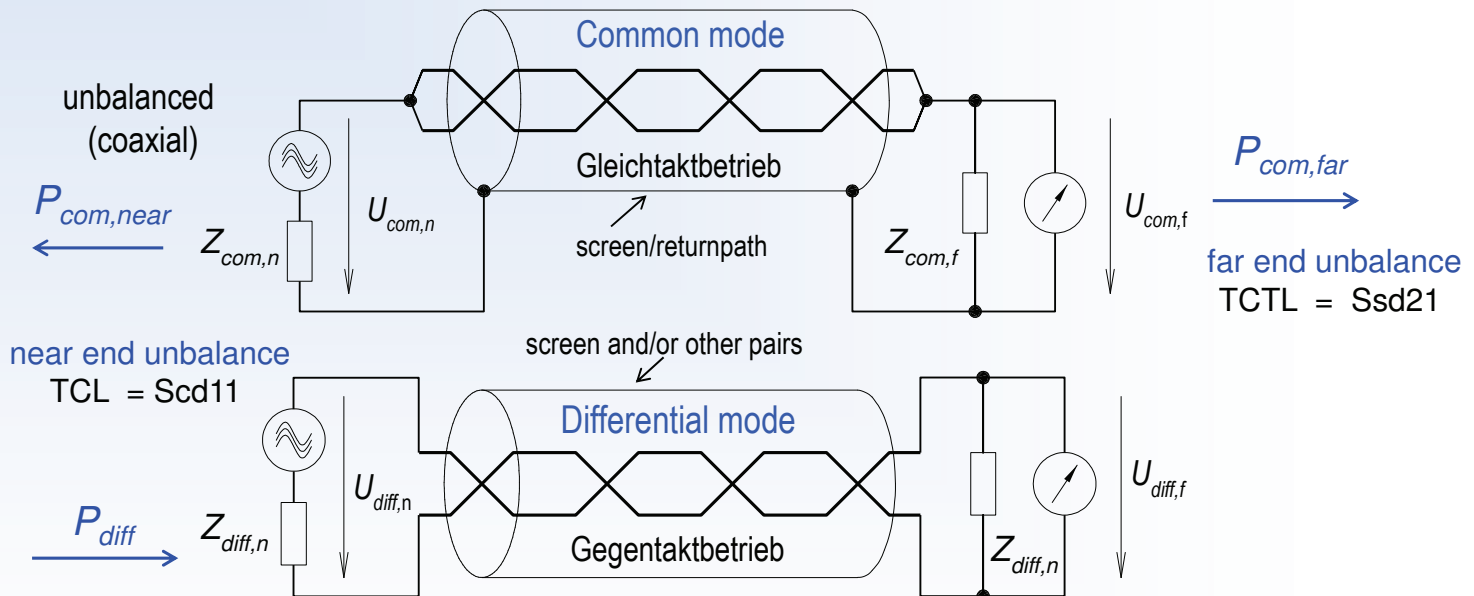 Common mode
unbalanced
(coaxial)
Gleichtaktbetrieb
P_com,near
P_com,far
U_com,n
U_com,f
Z_com,n
Z_com,f
screen/returnpath
far end unbalance
TCTL = Ssd21
near end unbalance
TCL = Scd11
screen and/or other pairs
Differential mode
U_diff,n
U_diff,f
P_diff
Z_diff,n
Gegentaktbetrieb
Z_diff,n